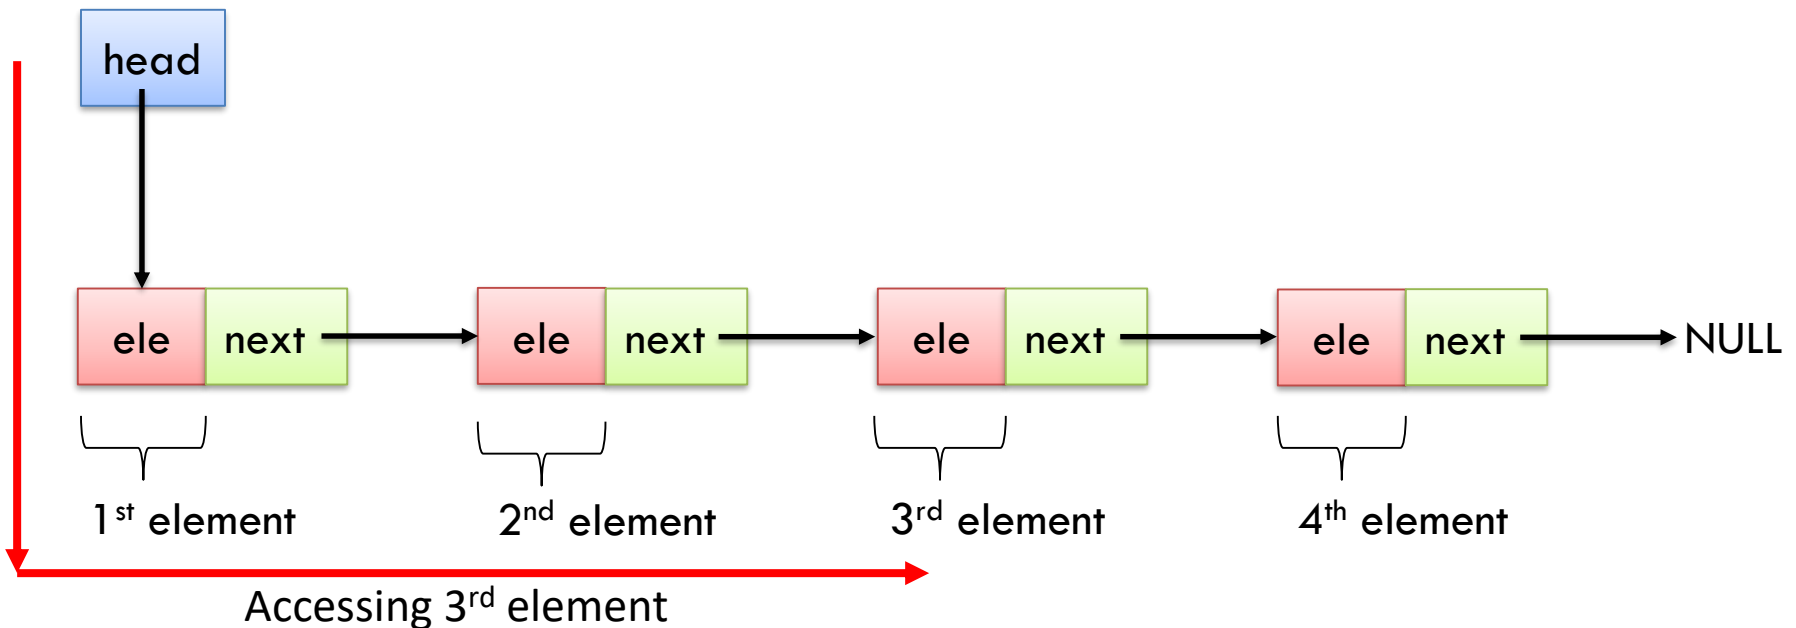 head
ele next ele next ele next ele next NULL
1st element 2nd element 3rd element 4th element
Accessing 3rd element